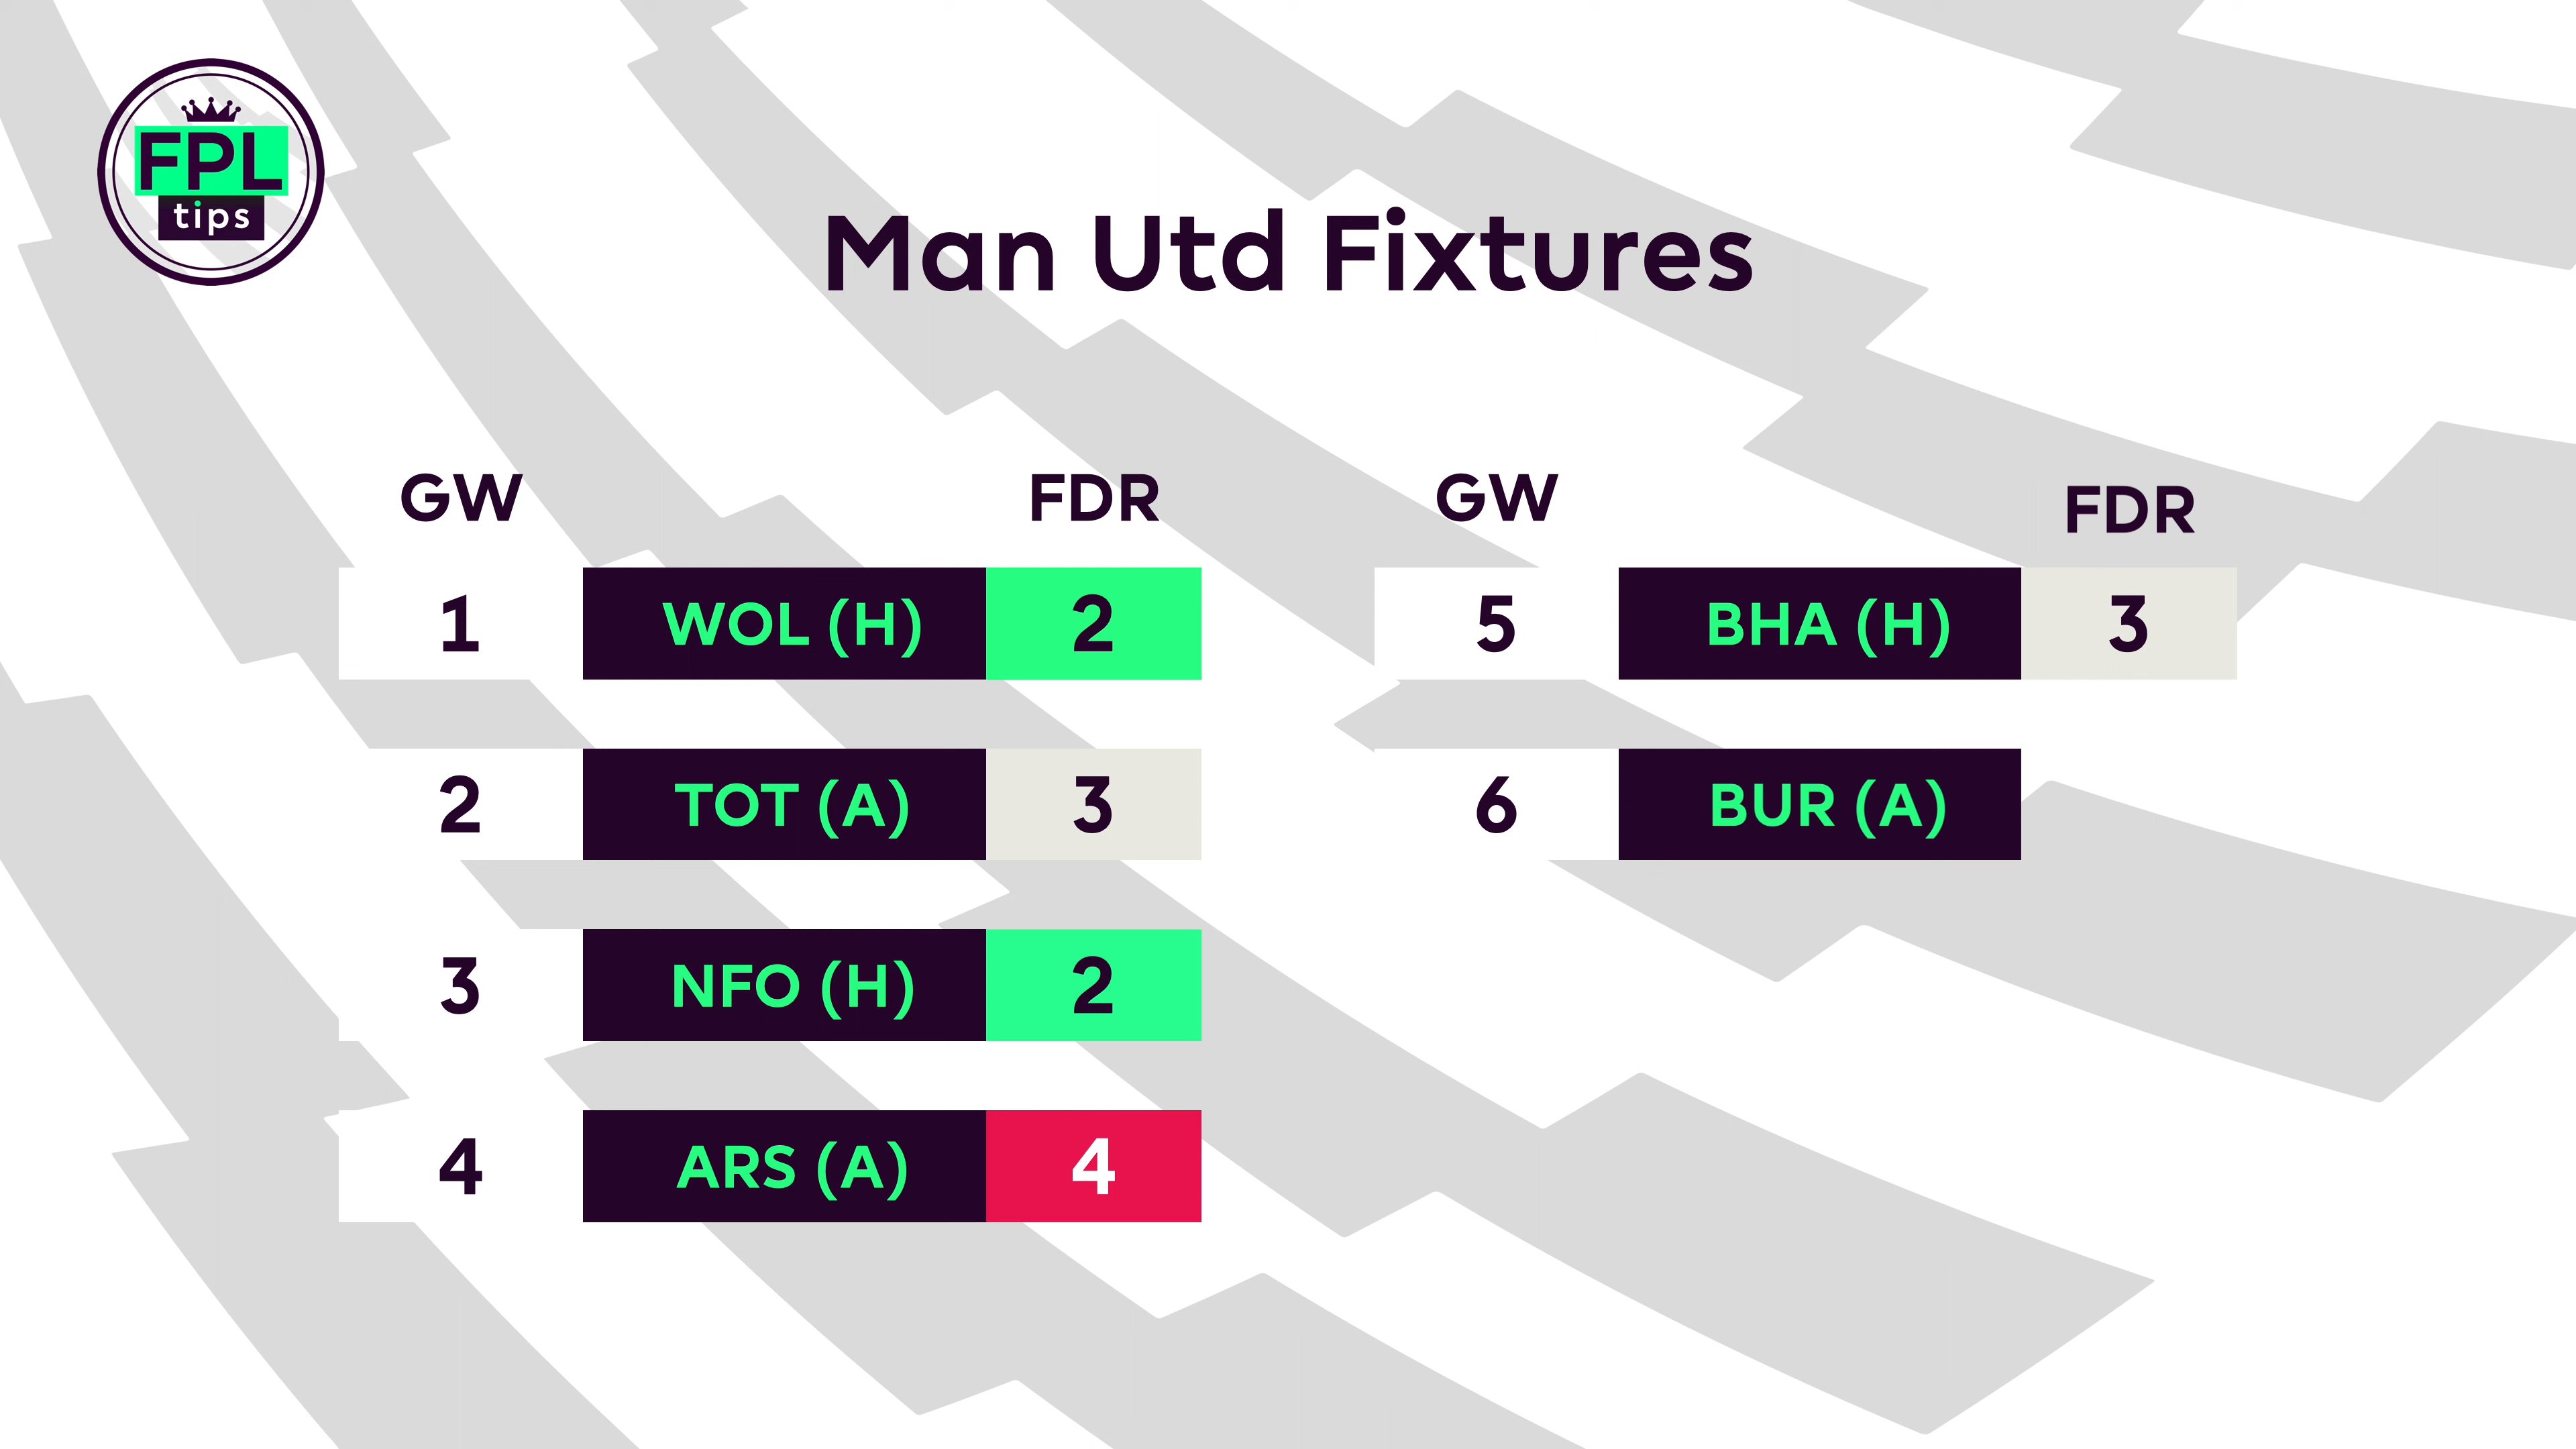 FPL
tips
Man Utd Fixtures
GW FDR
1 WOL (H) 2
2 TOT (A) 3
3 NFO (H) 2
4 ARS (A) 4
GW FDR
5 BHA (H) 3
6 BUR (A)